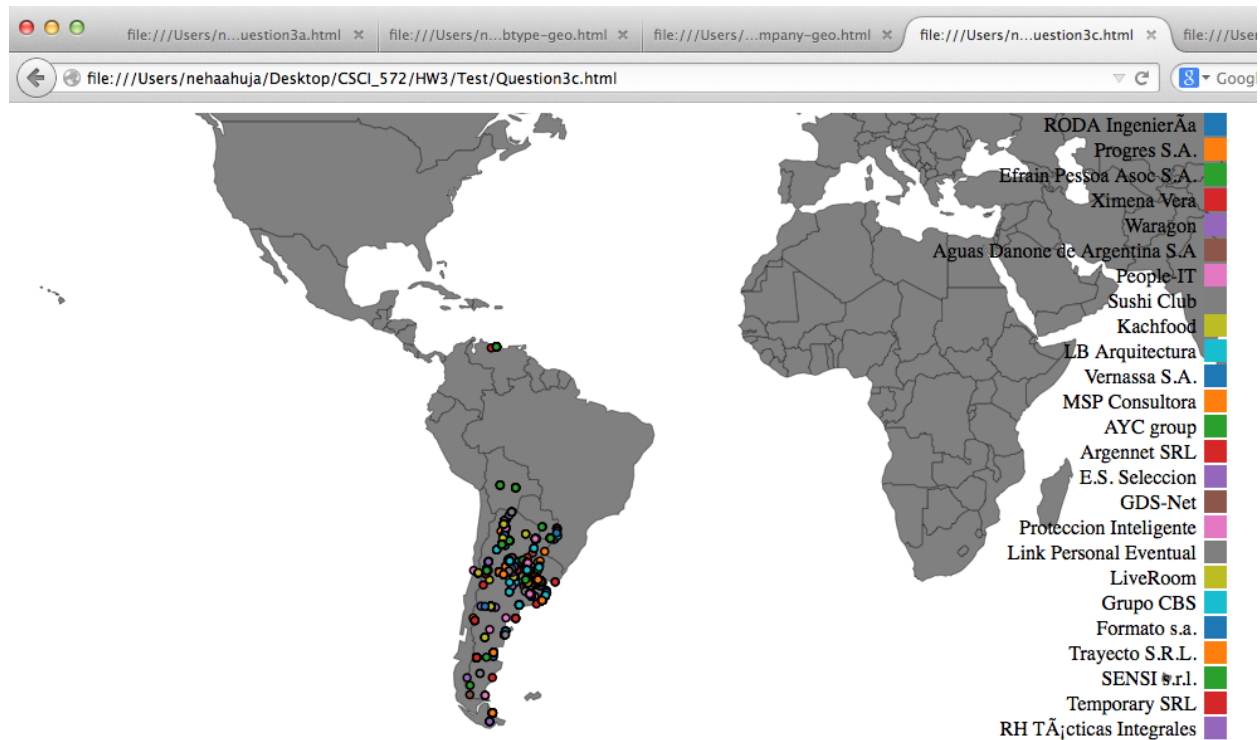 file:///Users/n...uestion3a.html
file:///Users/n...btype-geo.html
file:///Users/...mpany-geo.html
file:///Users/n...uestion3c.html
file:///User
file:///Users/nehaahuja/Desktop/CSCI_572/HW3/Test/Question3c.html
Googl
RODA IngenierÃa
Progres S.A.
Efrain Pessoa Asoc S.A.
Ximena Vera
Waragon
Aguas Danone de Argentina S.A
People-IT
Sushi Club
Kachfood
LB Arquitectura
Vernassa S.A.
MSP Consultora
AYC group
Argennet SRL
E.S. Seleccion
GDS-Net
Proteccion Inteligente
Link Personal Eventual
LiveRoom
Grupo CBS
Formato s.a.
Trayecto S.R.L.
SENSI s.r.l.
Temporary SRL
RH TÃ¡cticas Integrales